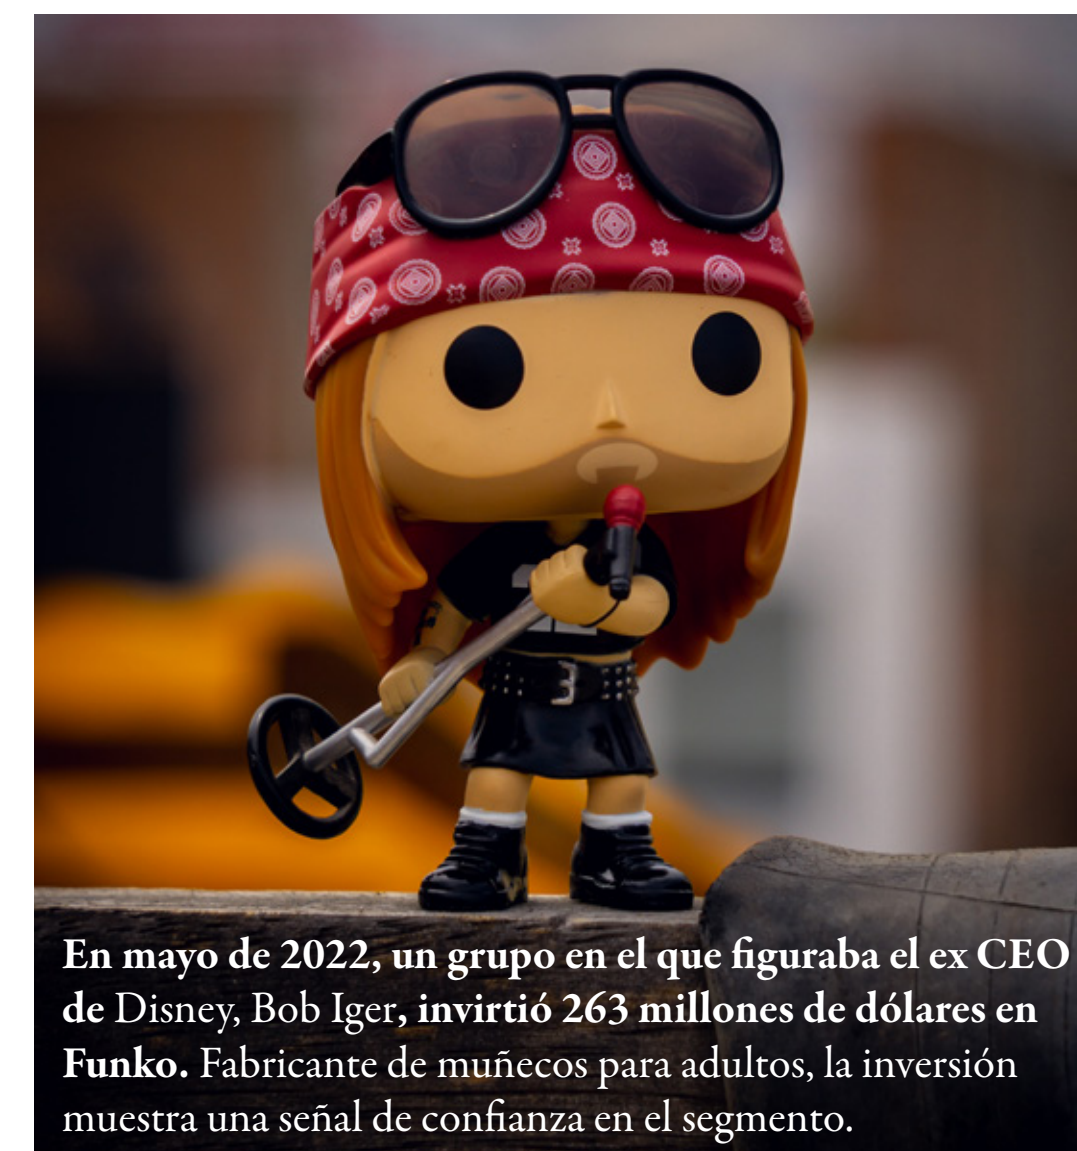 En mayo de 2022, un grupo en el que figuraba el ex CEO
de Disney, Bob Iger, invirtió 263 millones de dólares en
Funko. Fabricante de muñecos para adultos, la inversión
muestra una señal de confianza en el segmento.